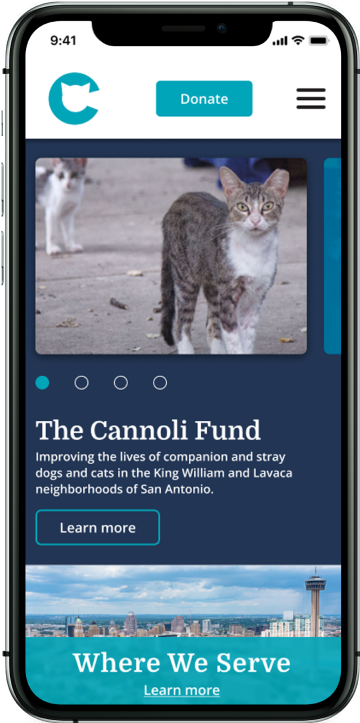 9:41
Donate
The Cannoli Fund
Improving the lives of companion and stray
dogs and cats in the King William and Lavaca
neighborhoods of San Antonio.
Learn more
Where We Serve
Learn more